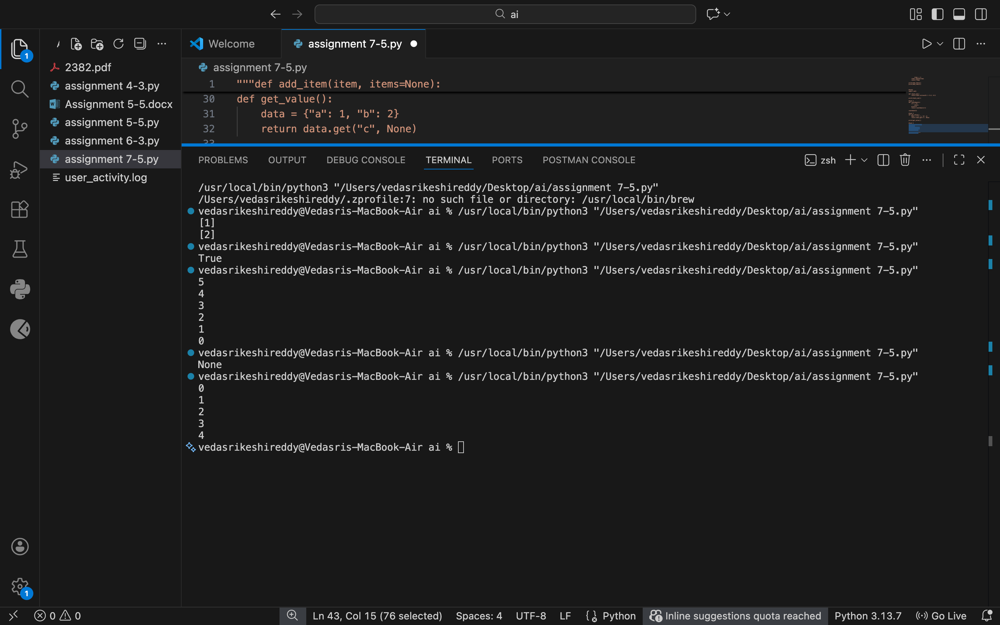 ai
Welcome
assignment 7-5.py
2382.pdf
assignment 4-3.py
Assignment 5-5.docx
assignment 5-5.py
assignment 6-3.py
assignment 7-5.py
user_activity.log
1
assignment 7-5.py
1 """def add_item(item, items=None):
30 def get_value():
31 data = {"a": 1, "b": 2}
32 return data.get("c", None)
33
PROBLEMS OUTPUT DEBUG CONSOLE TERMINAL PORTS POSTMAN CONSOLE
zsh
/usr/local/bin/python3 "/Users/vedasrikeshireddy/Desktop/ai/assignment 7-5.py"
/Users/vedasrikeshireddy/.zprofile:7: no such file or directory: /usr/local/bin/brew
vedasrikeshireddy@Vedasris-MacBook-Air ai % /usr/local/bin/python3 "/Users/vedasrikeshireddy/Desktop/ai/assignment 7-5.py"
[1]
[2]
vedasrikeshireddy@Vedasris-MacBook-Air ai % /usr/local/bin/python3 "/Users/vedasrikeshireddy/Desktop/ai/assignment 7-5.py"
True
vedasrikeshireddy@Vedasris-MacBook-Air ai % /usr/local/bin/python3 "/Users/vedasrikeshireddy/Desktop/ai/assignment 7-5.py"
5
4
3
2
1
0
vedasrikeshireddy@Vedasris-MacBook-Air ai % /usr/local/bin/python3 "/Users/vedasrikeshireddy/Desktop/ai/assignment 7-5.py"
None
vedasrikeshireddy@Vedasris-MacBook-Air ai % /usr/local/bin/python3 "/Users/vedasrikeshireddy/Desktop/ai/assignment 7-5.py"
0
1
2
3
4
vedasrikeshireddy@Vedasris-MacBook-Air ai %
1
0 0 Ln 43, Col 15 (76 selected) Spaces: 4 UTF-8 LF Python Inline suggestions quota reached Python 3.13.7 Go Live